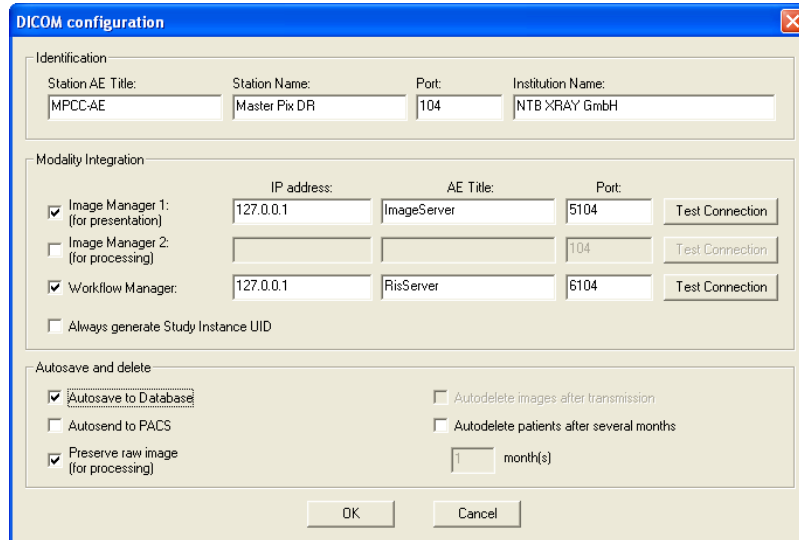 DICOM configuration
Identification
Station AE Title: Station Name: Port: Institution Name:
MPCC-AE Master Pix DR 104 NTB XRAY GmbH
Modality Integration
IP address: AE Title: Port:
Image Manager 1:
(for presentation)
127.0.0.1 ImageServer 5104 Test Connection
Image Manager 2:
(for processing)
104 Test Connection
Workflow Manager: 127.0.0.1 RisServer 6104 Test Connection
Always generate Study Instance UID
Autosave and delete
Autosave to Database Autodelete images after transmission
Autosend to PACS Autodelete patients after several months
Preserve raw image
(for processing)
1 month(s)
OK Cancel